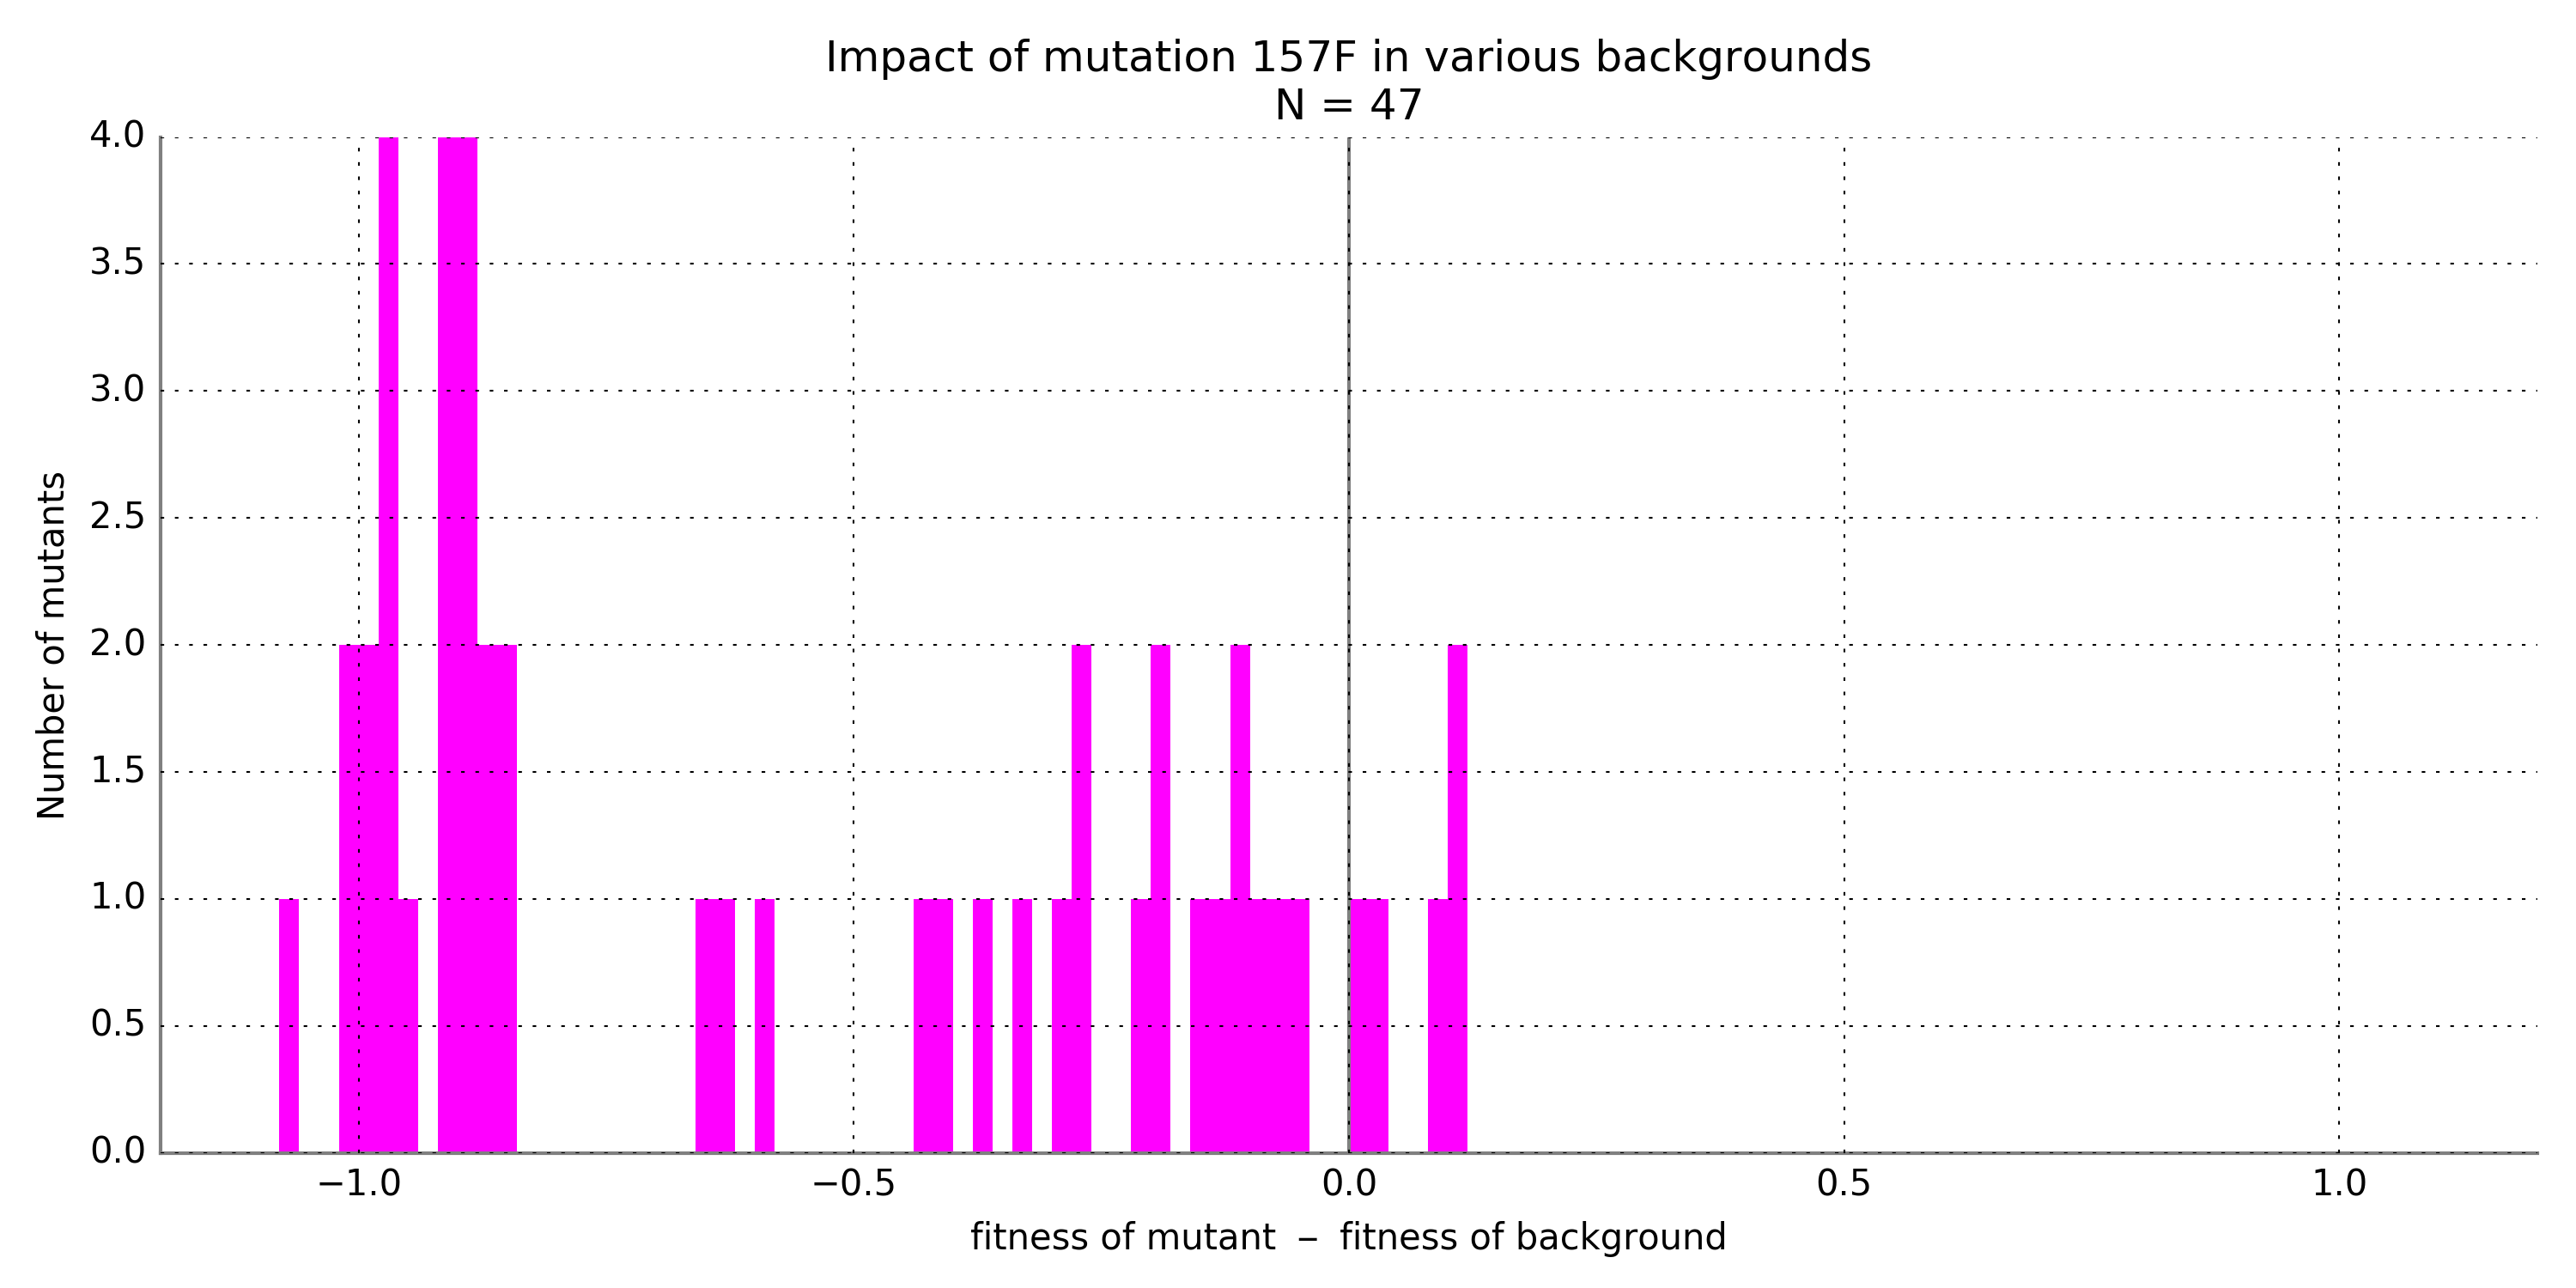 Impact of mutation 157F in various backgrounds
N = 47
4.0
3.5
3.0
2.5
2.0
1.5
1.0
0.5
0.0
Number of mutants
−1.0 −0.5 0.0 0.5 1.0
fitness of mutant − fitness of background